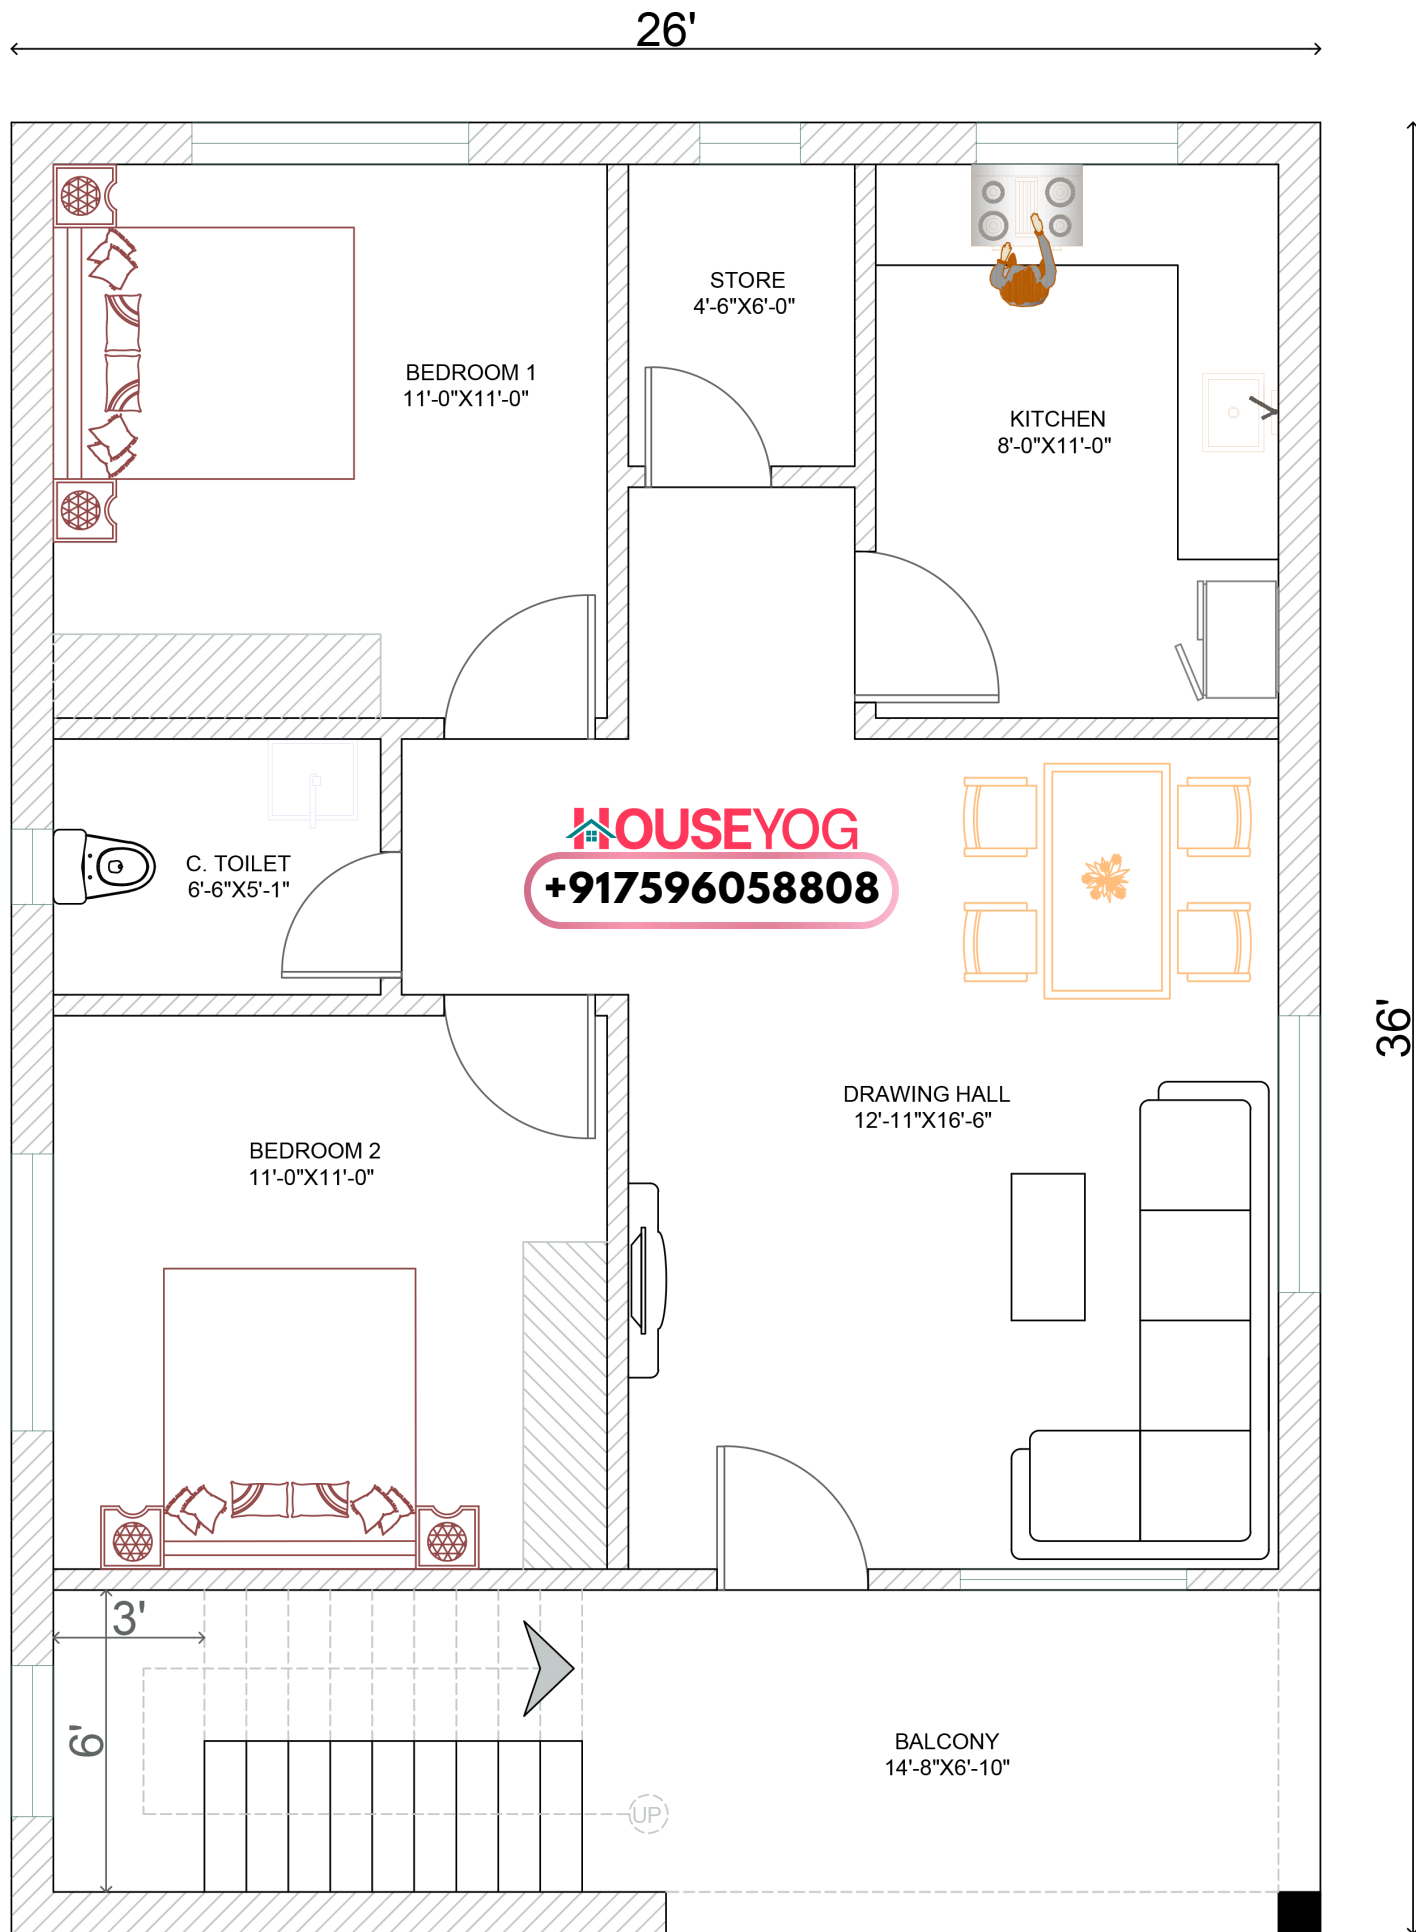 26'
STORE
4'-6"X6'-0"
BEDROOM 1
11'-0"X11'-0"
KITCHEN
8'-0"X11'-0"
HOUSEYOG
+917596058808
C. TOILET
6'-6"X5'-1"
36'
DRAWING HALL
12'-11"X16'-6"
BEDROOM 2
11'-0"X11'-0"
3'
6'
BALCONY
14'-8"X6'-10"
UP